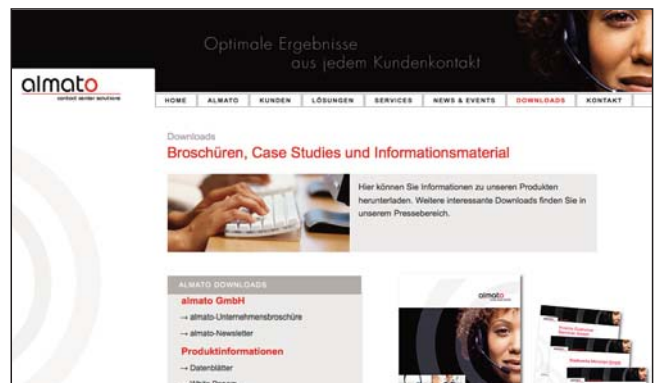 Optimale Ergebnisse
aus jedem Kundenkontakt
almato
contact center solutions
HOME ALMATO KUNDEN LÖSUNGEN SERVICES NEWS & EVENTS DOWNLOADS KONTAKT
Downloads
Broschüren, Case Studies und Informationsmaterial
Hier können Sie Informationen zu unseren Produkten
herunterladen. Weitere interessante Downloads finden Sie in
unserem Pressebereich.
ALMATO DOWNLOADS
almato GmbH
→ almato-Unternehmensbroschüre
→ almato-Newsletter
Produktinformationen
→ Datenblätter
→ White Papers
almato